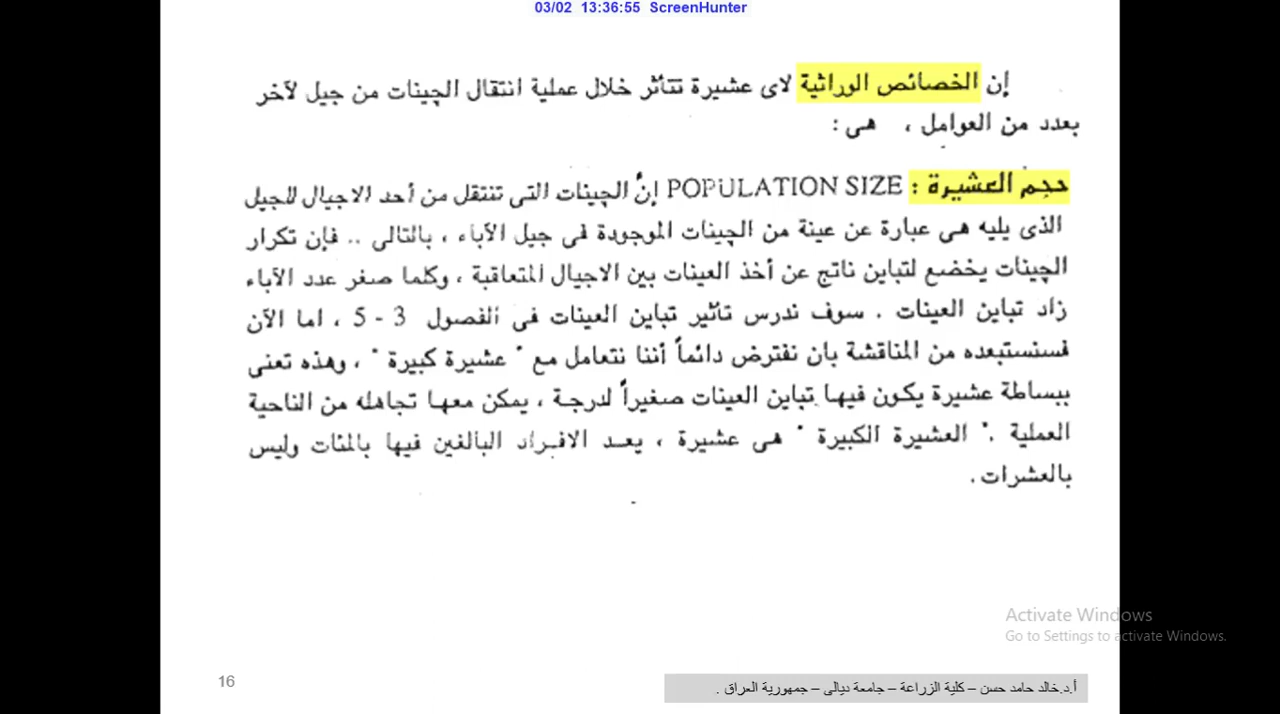 03/02 13:36:55 ScreenHunter
إن الخصائص الوراثية لاى عشيرة تتأثر خلال عملية انتقال الچينات من جيل لآخر
بعدد من العوامل ، هى :
حجم العشيرة : POPULATION SIZE إنَّ الچينات التى تنتقل من أحد الاجيال للجيل
الذى يليه هى عبارة عن عينة من الچينات الموجودة فى جيل الآباء ، بالتالى .. فإن تكرار
الچينات يخضع لتباين ناتج عن أخذ العينات بين الاجيال المتعاقبة ، وكلما صغر عدد الآباء
زاد تباين العينات . سوف ندرس تأثير تباين العينات فى الفصول 3 - 5 ، اما الآن
فسنستبعده من المناقشة بان نفترض دائماً أننا نتعامل مع " عشيرة كبيرة " ، وهذه تعنى
ببساطة عشيرة يكون فيها تباين العينات صغيراً لدرجة ، يمكن معها تجاهله من الناحية
العملية . " العشيرة الكبيرة " هى عشيرة ، يعد الافراد البالغين فيها بالمئات وليس
بالعشرات .
Activate Windows
Go to Settings to activate Windows.
16
أ.د.خالد حامد حسن – كلية الزراعة – جامعة ديالى – جمهورية العراق .